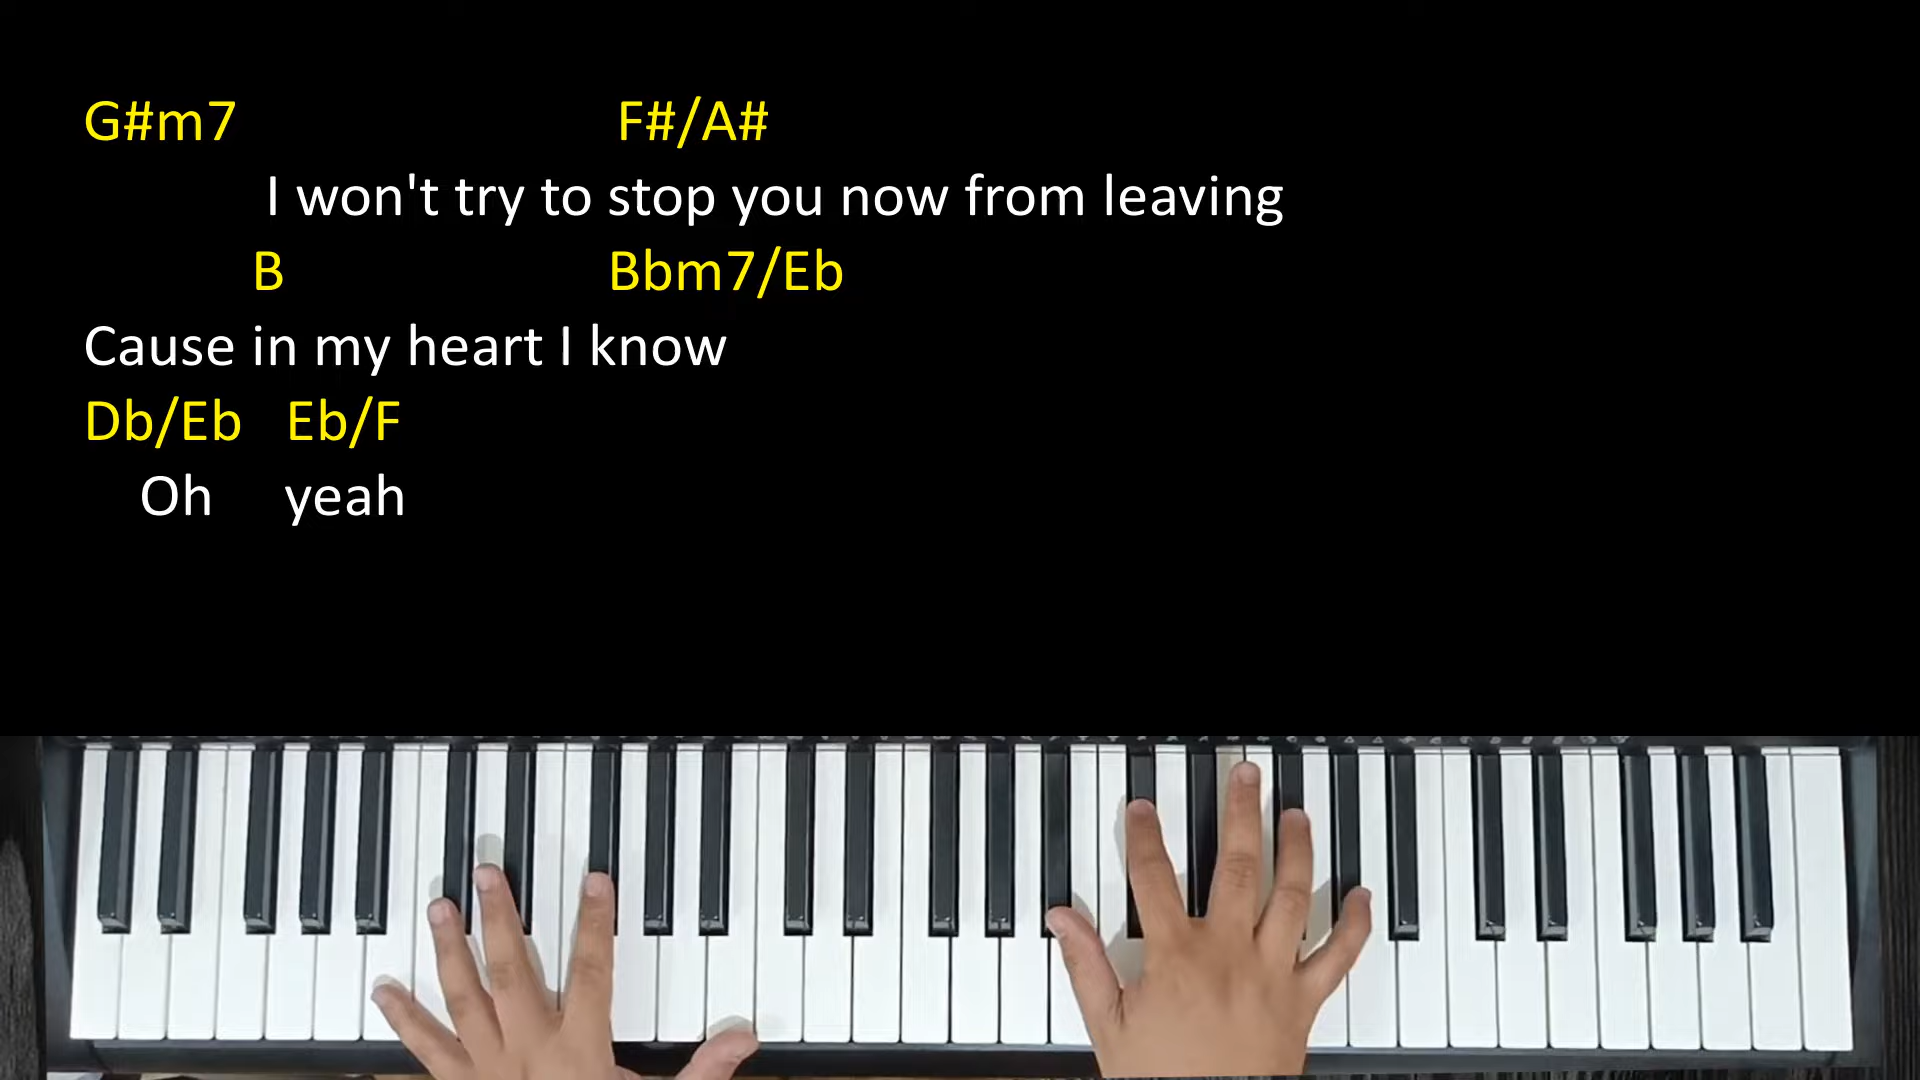 G#m7 F#/A#
I won't try to stop you now from leaving
B Bbm7/Eb
Cause in my heart I know
Db/Eb Eb/F
Oh yeah